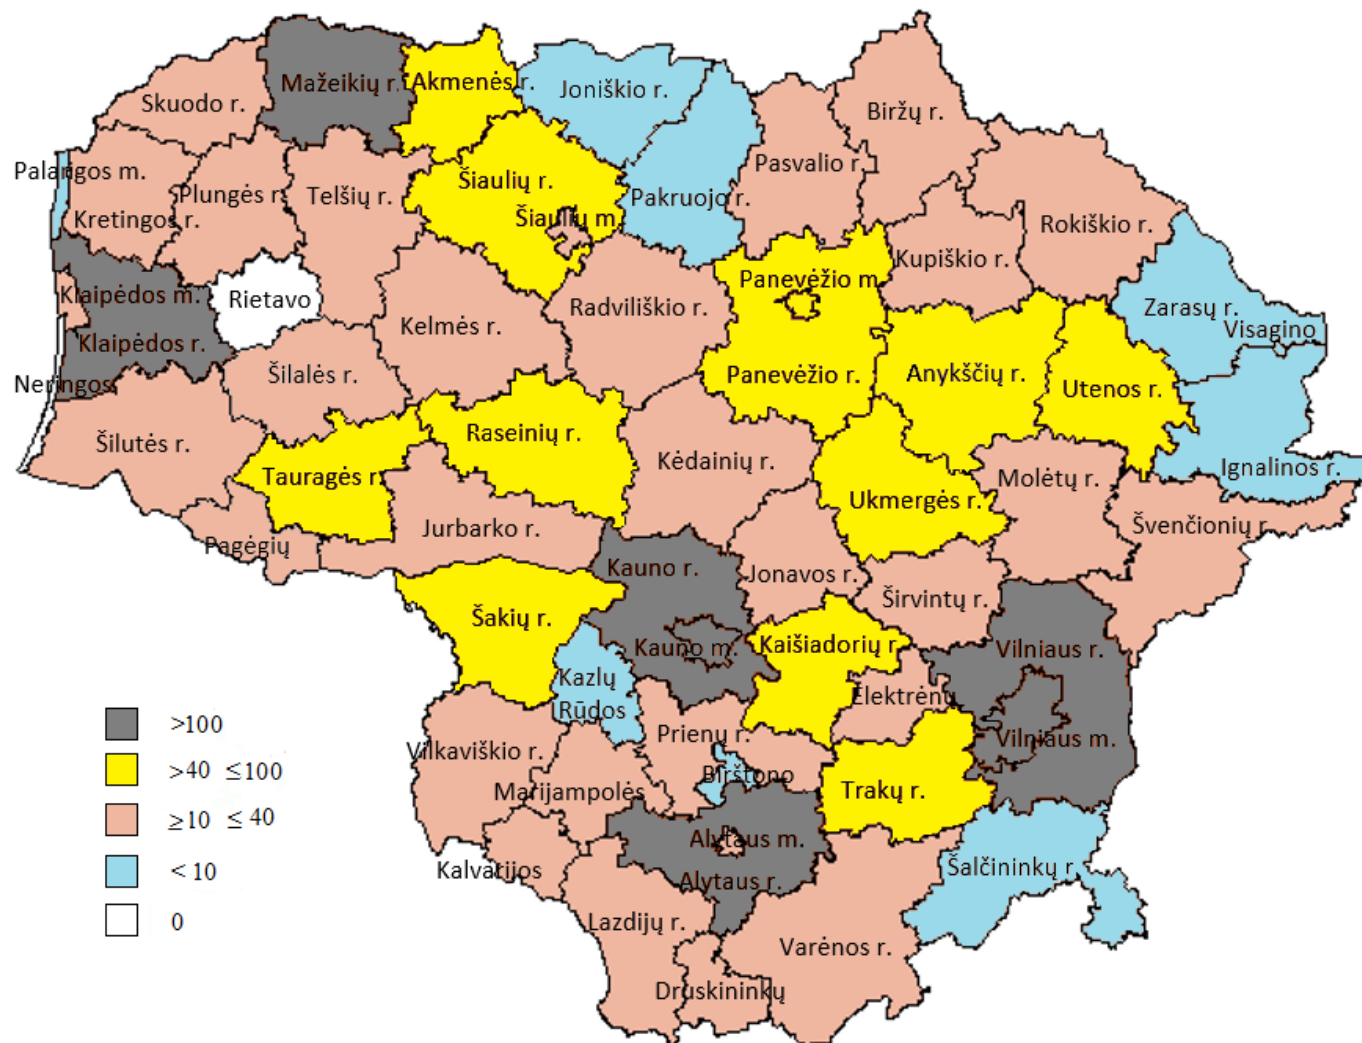 Mažeikių r.
Akmenės r.
Joniškio r.
Skuodo r.
Biržų r.
Pasvalio r.
Palangos m.
Plungės r.
Telšių r.
Šiaulių r.
Pakruojo r.
Kretingos r.
Šiaulių m.
Rokiškio r.
Kupiškio r.
Panevėžio m.
Klaipėdos m.
Rietavo
Radviliškio r.
Zarasų r.
Visagino
Kelmės r.
Klaipėdos r.
Neringos
Šilalės r.
Panevėžio r.
Anykščių r.
Utenos r.
Šilutės r.
Raseinių r.
Tauragės r.
Kėdainių r.
Molėtų r.
Ignalinos r.
Ukmergės r.
Švenčionių r.
Pagėgių
Jurbarko r.
Kauno r.
Jonavos r.
Širvintų r.
Šakių r.
Kauno m.
Kaišiadorių r.
Vilniaus r.
Kazlų
Rūdos
Elektrėnų
Prienų r.
Vilniaus m.
Vilkaviškio r.
Birštono
Marijampolės
Trakų r.
Alytaus m.
Kalvarijos
Alytaus r.
Šalčininkų r.
Lazdijų r.
Varėnos r.
Druskininkų
>100
>40 ≤100
≥10 ≤ 40
< 10
0